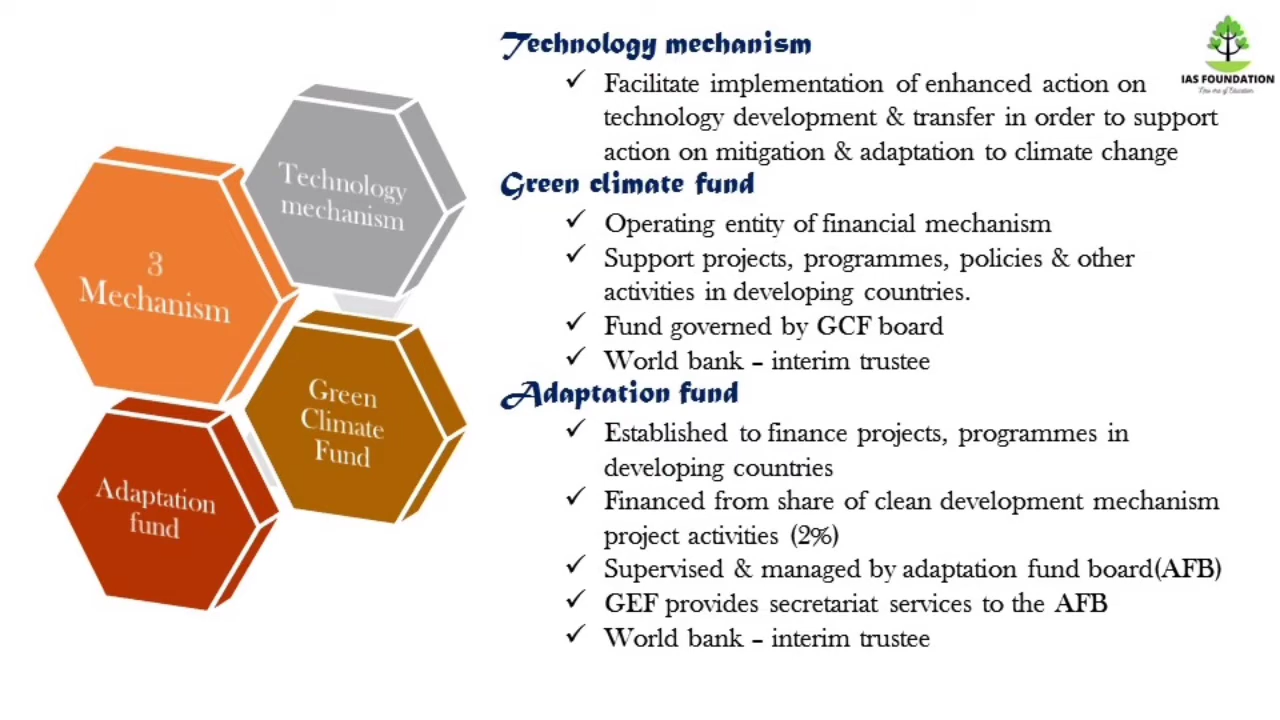 3
Mechanism
Technology
mechanism
Green
Climate
Fund
Adaptation
fund
Technology mechanism
✓ Facilitate implementation of enhanced action on
technology development & transfer in order to support
action on mitigation & adaptation to climate change
Green climate fund
✓ Operating entity of financial mechanism
✓ Support projects, programmes, policies & other
activities in developing countries.
✓ Fund governed by GCF board
✓ World bank – interim trustee
Adaptation fund
✓ Established to finance projects, programmes in
developing countries
✓ Financed from share of clean development mechanism
project activities (2%)
✓ Supervised & managed by adaptation fund board(AFB)
✓ GEF provides secretariat services to the AFB
✓ World bank – interim trustee
IAS FOUNDATION
of Education